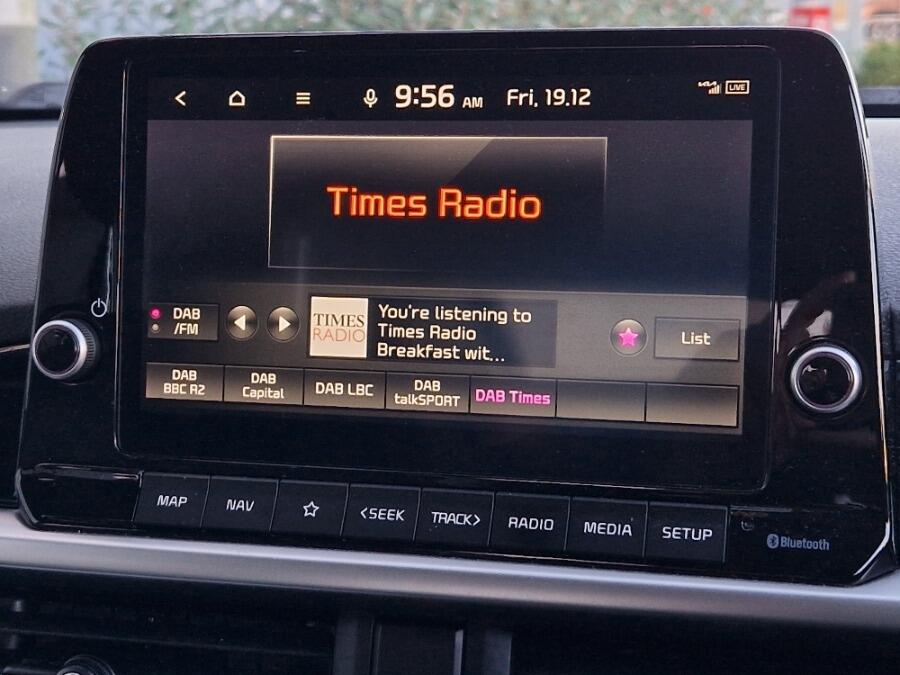 9:56 AM Fri, 19.12
KIA LIVE
Times Radio
DAB
/FM
TIMES
RADIO
You're listening to
Times Radio
Breakfast wit...
List
DAB
BBC R2
DAB
Capital
DAB LBC
DAB
talkSPORT
DAB Times
MAP NAV <SEEK TRACK> RADIO MEDIA SETUP
Bluetooth